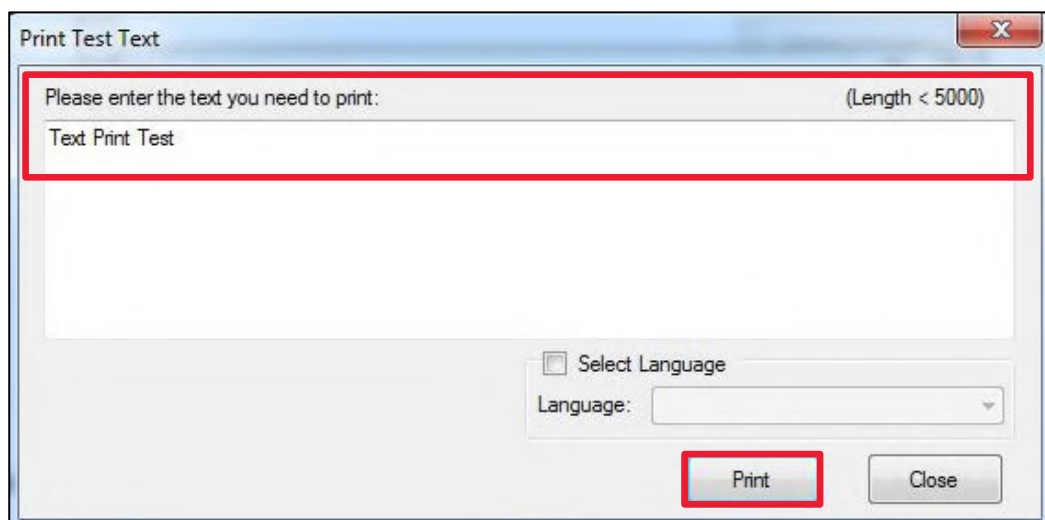 Print Test Text
Please enter the text you need to print: (Length < 5000)
Text Print Test
Select Language
Language:
Print Close